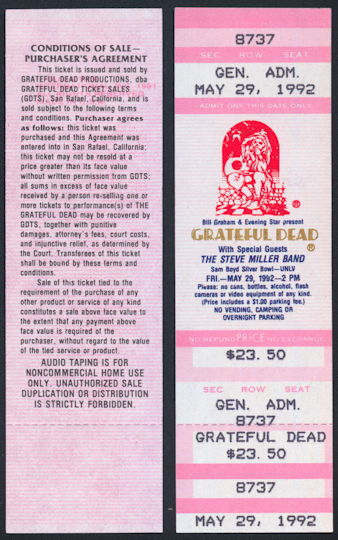 CONDITIONS OF SALE—
PURCHASER'S AGREEMENT
This ticket is issued and sold by
GRATEFUL DEAD PRODUCTIONS, dba
GRATEFUL DEAD TICKET SALES
(GDTS), San Rafael, California, and is
sold subject to the following terms
and conditions. Purchaser agrees
as follows: this ticket was
purchased and this Agreement was
entered into in San Rafael, California;
this ticket may not be resold at a
price greater than its face value
without written permission from GDTS;
all sums in excess of face value
received by a person re-selling one or
more tickets to performance(s) of THE
GRATEFUL DEAD may be recovered by
GDTS, together with punitive
damages, attorney's fees, court costs,
and injunctive relief, as determined by
the Court. Transferees of this ticket
shall be bound by these terms and
conditions.
Sale of this ticket tied to the
requirement of the purchase of any
other product or service of any kind
constitutes a sale above face value to
the extent that any payment above
face value is required of the
purchaser, without regard to the value
of the tied service or product.
AUDIO TAPING IS FOR
NONCOMMERCIAL HOME USE
ONLY. UNAUTHORIZED SALE
DUPLICATION OR DISTRIBUTION
IS STRICTLY FORBIDDEN.
8737
SEC ROW SEAT
GEN. ADM.
MAY 29, 1992
ADMIT ONE THIS DATE ONLY
®
Bill Graham & Evening Star present
GRATEFUL DEAD
®
With Special Guests
THE STEVE MILLER BAND
Sam Boyd Silver Bowl—UNLV
FRI.—MAY 29, 1992—2 PM
Please: no cans, bottles, alcohol, flash
cameras or video equipment of any kind.
(Price includes a $1.00 parking fee.)
NO VENDING, CAMPING OR
OVERNIGHT PARKING
NO REFUND PRICE NO EXCHANGE
$23.50
SEC ROW SEAT
GEN. ADM.
8737
GRATEFUL DEAD
$23.50
8737
MAY 29, 1992